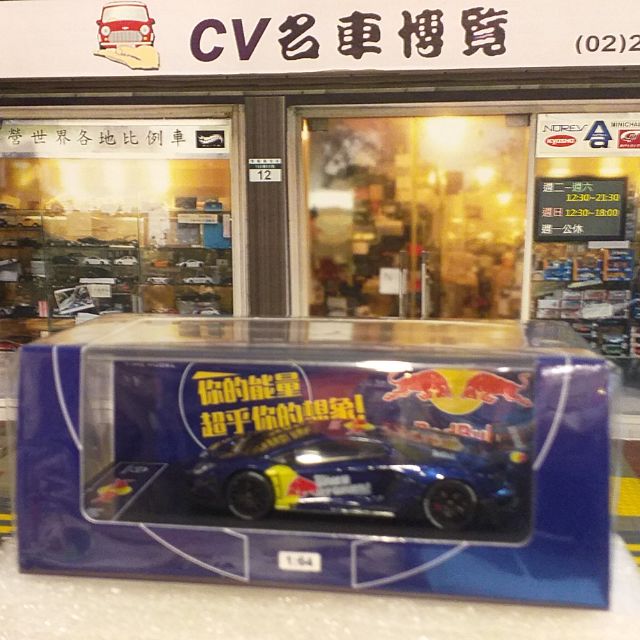 CV名車博覽
(02)2
營世界各地比例車
12
NOREV
KYOSHO
MINICHA
週二~週六
12:30~21:30
週日 12:30~18:00
週一公休
你的能量
超乎你的想象!
Red Bull
1:64